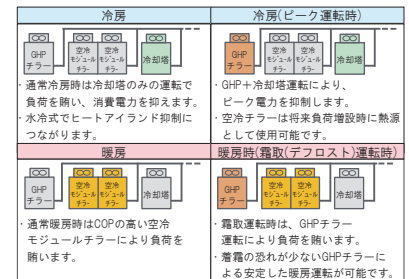 冷房
GHP
チラー
空冷
モジュール
チラー
空冷
モジュール
チラー
冷却塔
・通常冷房時は冷却塔のみの運転で
負荷を賄い、消費電力を抑えます。
・水冷式でヒートアイランド抑制に
つながります。
冷房(ピーク運転時)
GHP
チラー
空冷
モジュール
チラー
空冷
モジュール
チラー
冷却塔
・GHP+冷却塔運転により、
ピーク電力を抑制します。
・空冷チラーは将来負荷増設時に熱源
として使用可能です。
暖房
GHP
チラー
空冷
モジュール
チラー
空冷
モジュール
チラー
冷却塔
・通常暖房時はCOPの高い空冷
モジュールチラーにより負荷を
賄います。
暖房時(霜取(デフロスト)運転時)
GHP
チラー
空冷
モジュール
チラー
空冷
モジュール
チラー
冷却塔
・霜取運転時は、GHPチラー
運転により負荷を賄います。
・着霜の恐れが少ないGHPチラーに
よる安定した暖房運転が可能です。